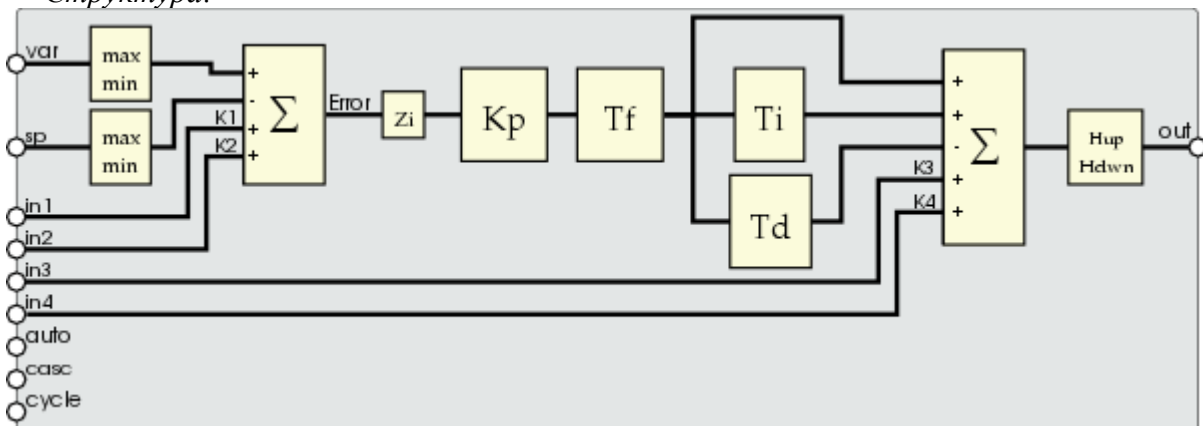 Структура:
var
max
min
sp
max
min
in1
in2
in3
in4
auto
casc
cycle
K1
K2
+
-
+
+
Σ
Error
Zi
Kp
Tf
Ti
Td
K3
K4
+
+
-
+
+
Σ
Hup
Hdwn
out